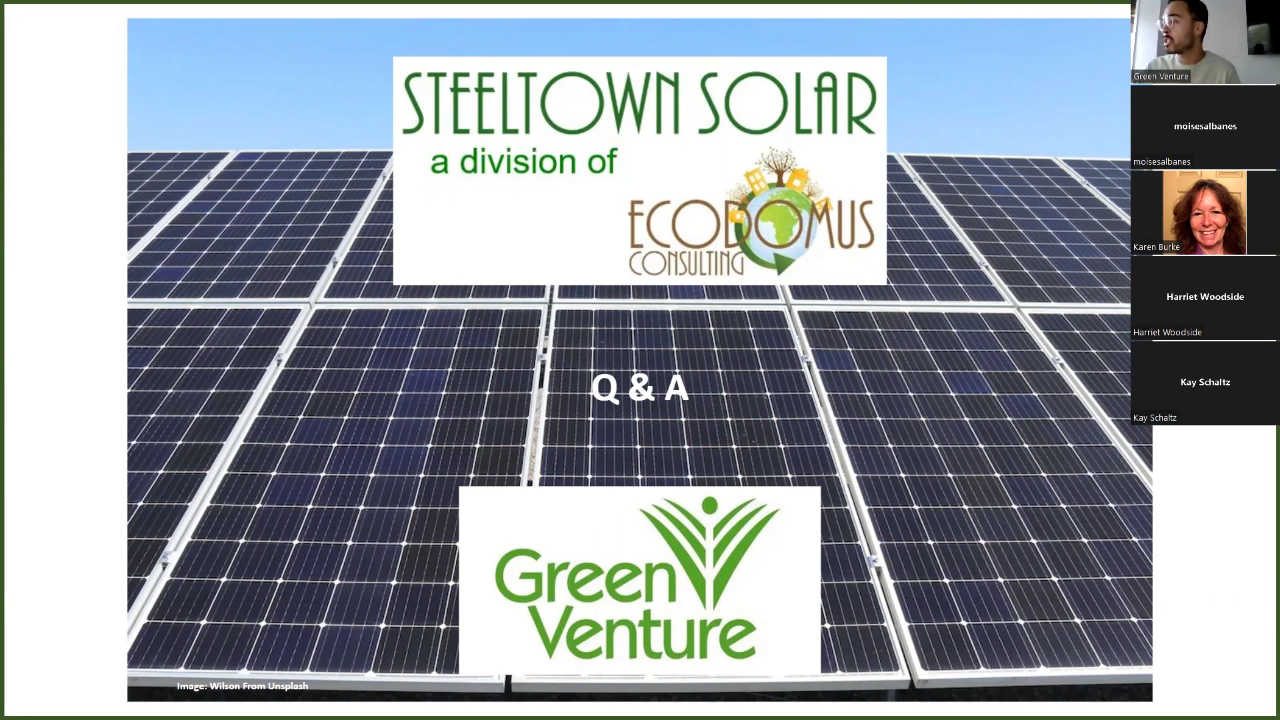 STEELTOWN SOLAR
a division of
ECODOMUS
CONSULTING
Q & A
Green
Venture
Image: Wilson From Unsplash
Green Venture
moisesalbanes
moisesalbanes
Karen Burke
Harriet Woodside
Harriet Woodside
Kay Schaltz
Kay Schaltz